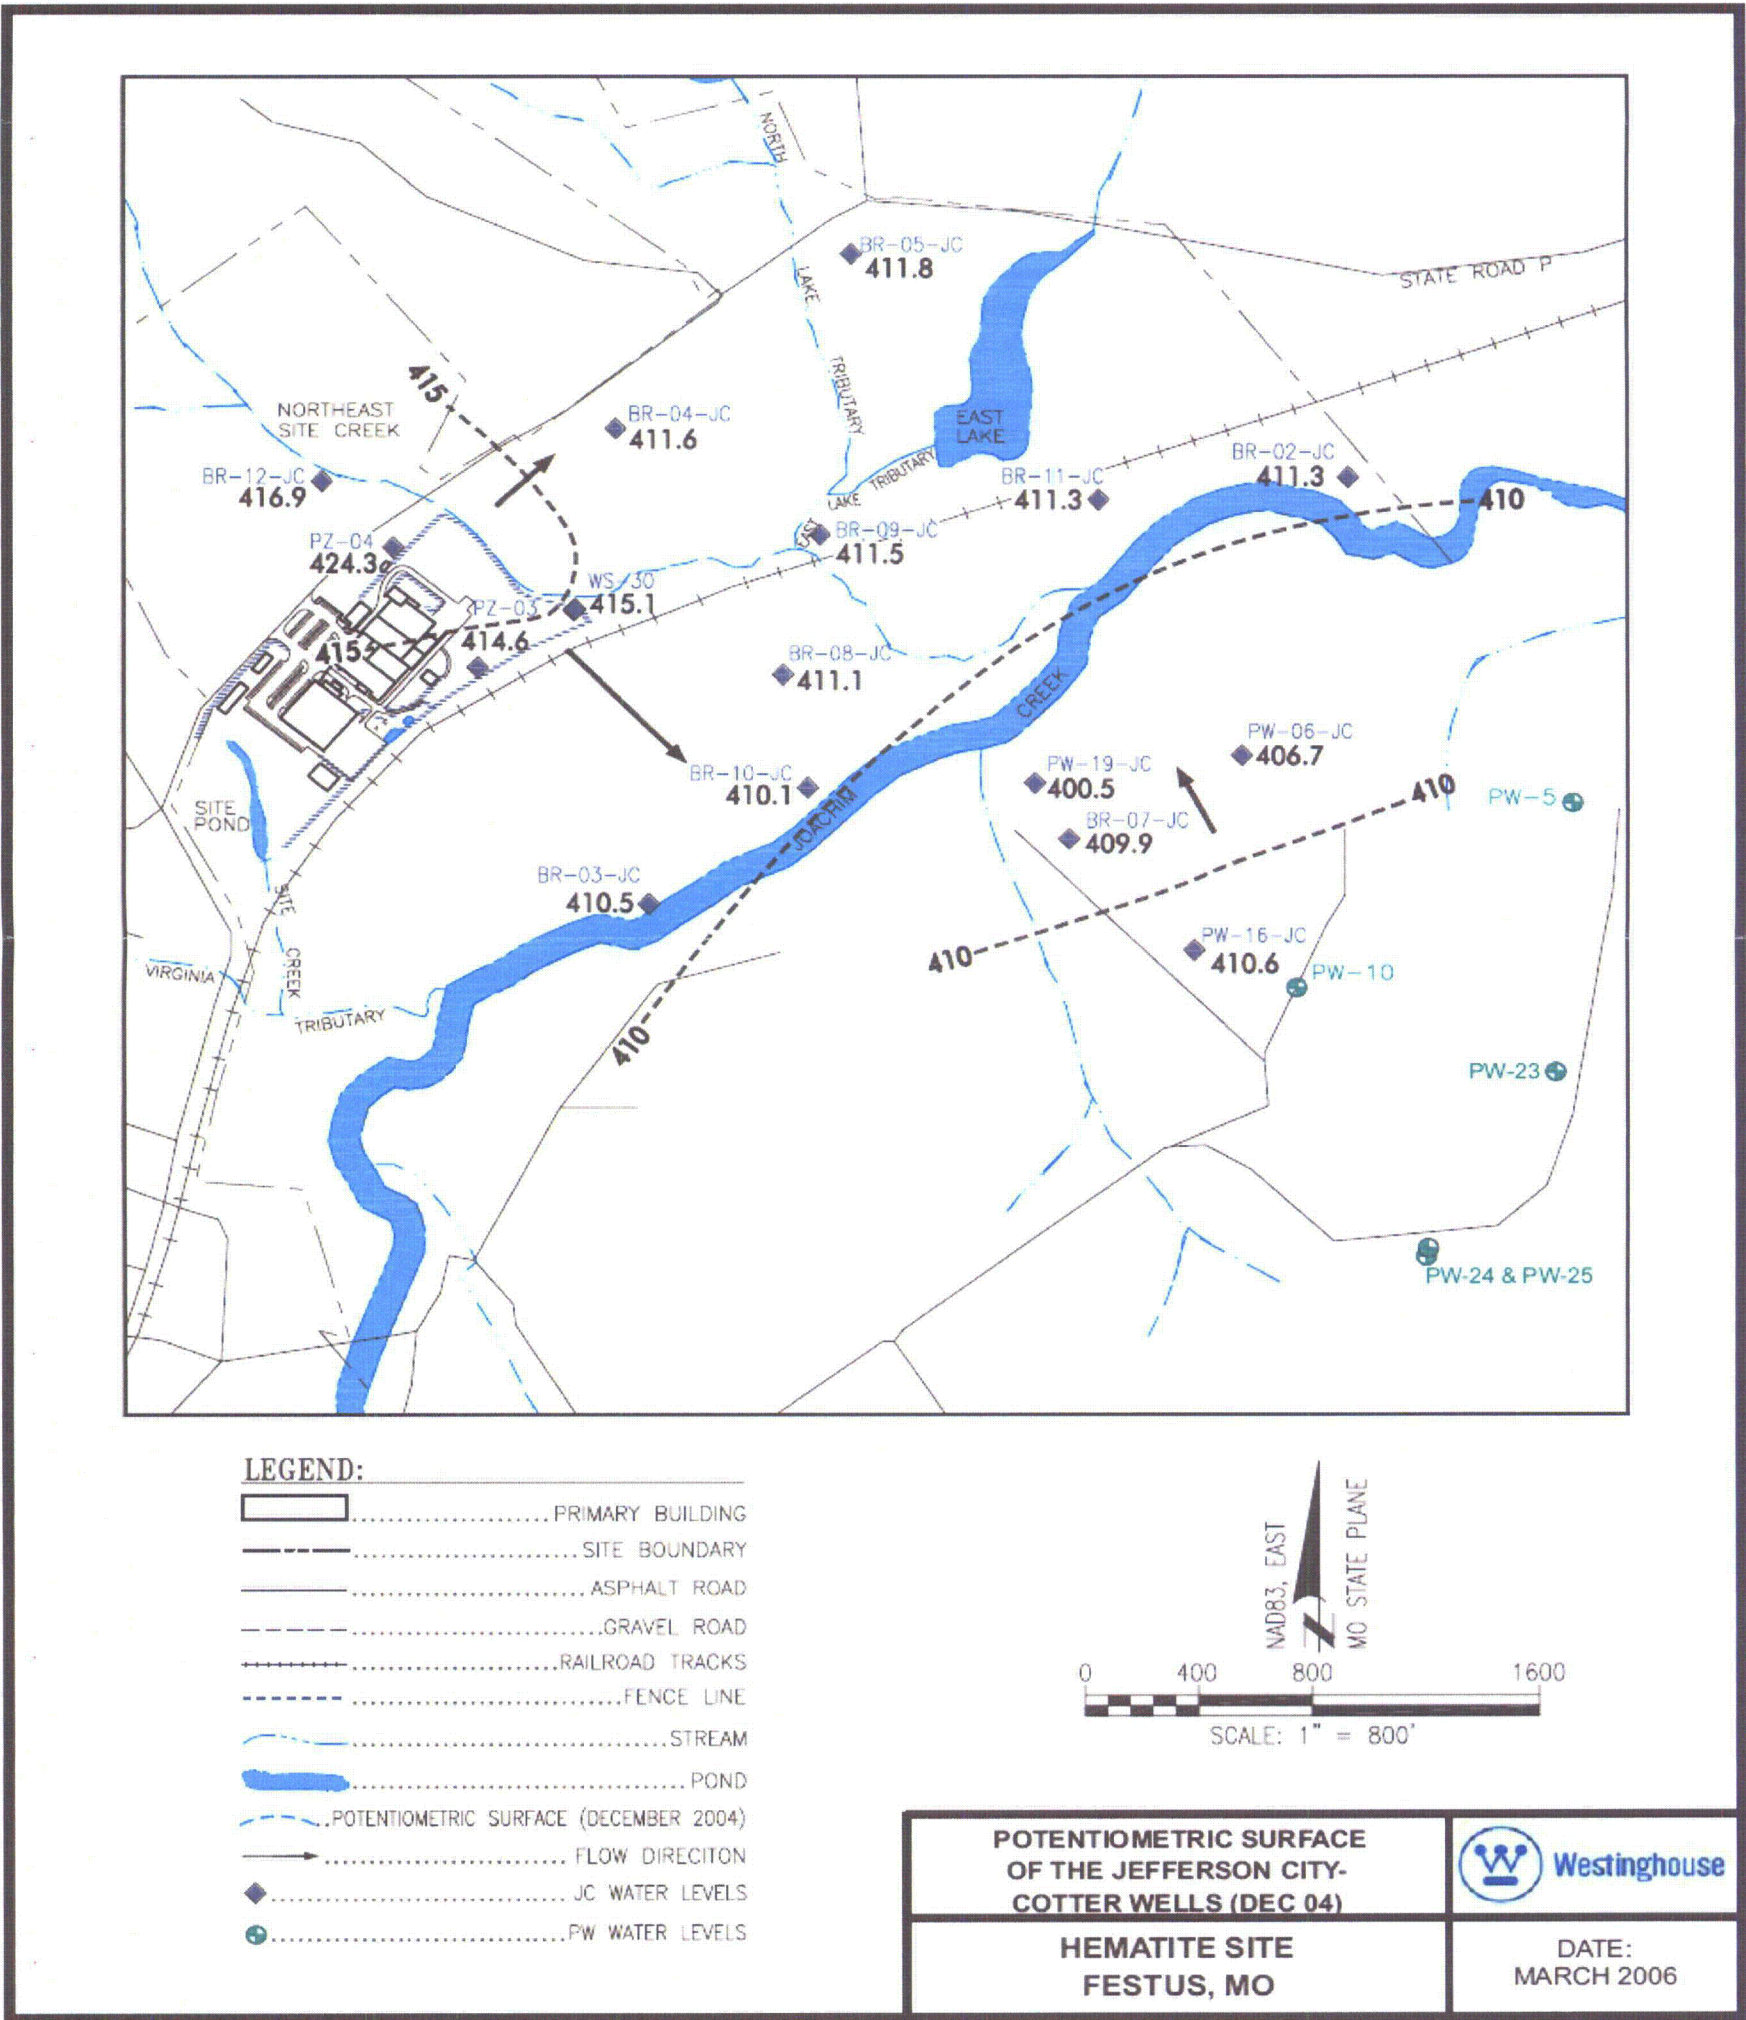 NORTH
BR-05-JC
411.8
LAKE
STATE ROAD P
TRIBUTARY
415
NORTHEAST
SITE CREEK
BR-04-JC
411.6
EAST
LAKE
BR-12-JC
416.9
BR-11-JC
411.3
BR-02-JC
411.3
410
EAST
LAKE
TRIBUTARY
BR-09-JC
411.5
PZ-04
424.3
WS-30
415.1
PZ-03
414.6
415
BR-08-JC
411.1
CREEK
BR-10-JC
410.1
PW-19-JC
400.5
PW-06-JC
406.7
410
PW-5
JOACHIM
BR-07-JC
409.9
SITE
POND
BR-03-JC
410.5
SITE
CREEK
410
PW-16-JC
410.6
PW-10
VIRGINIA
TRIBUTARY
410
PW-23
PW-24 & PW-25
LEGEND:
PRIMARY BUILDING
SITE BOUNDARY
ASPHALT ROAD
GRAVEL ROAD
RAILROAD TRACKS
FENCE LINE
STREAM
POND
POTENTIOMETRIC SURFACE (DECEMBER 2004)
FLOW DIRECITON
JC WATER LEVELS
PW WATER LEVELS
NAD83, EAST
MO STATE PLANE
0 400 800 1600
SCALE: 1" = 800'
POTENTIOMETRIC SURFACE
OF THE JEFFERSON CITY-
COTTER WELLS (DEC 04)
Westinghouse
HEMATITE SITE
FESTUS, MO
DATE:
MARCH 2006